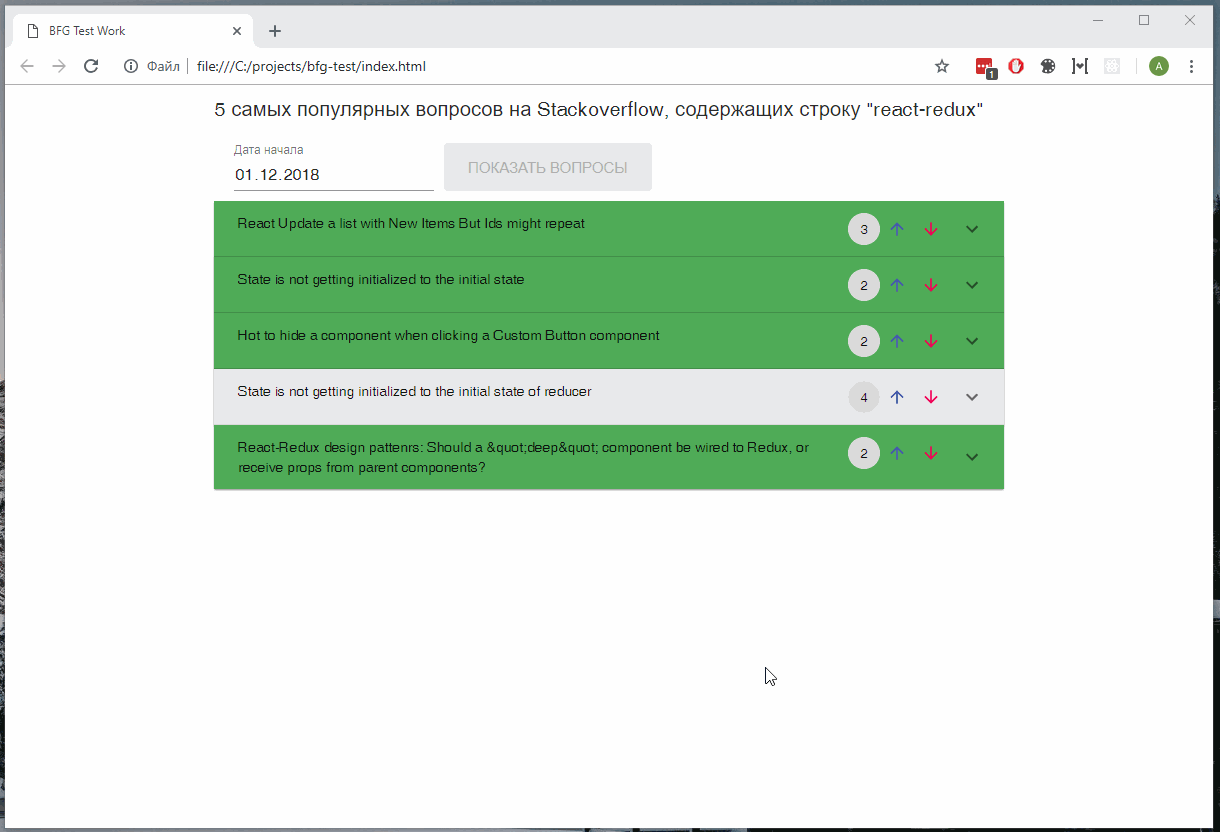 BFG Test Work
Файл file:///C:/projects/bfg-test/index.html
1
A
5 самых популярных вопросов на Stackoverflow, содержащих строку "react-redux"
Дата начала
01.12.2018
ПОКАЗАТЬ ВОПРОСЫ
React Update a list with New Items But Ids might repeat
3
State is not getting initialized to the initial state
2
Hot to hide a component when clicking a Custom Button component
2
State is not getting initialized to the initial state of reducer
4
React-Redux design pattenrs: Should a &quot;deep&quot; component be wired to Redux, or
receive props from parent components?
2